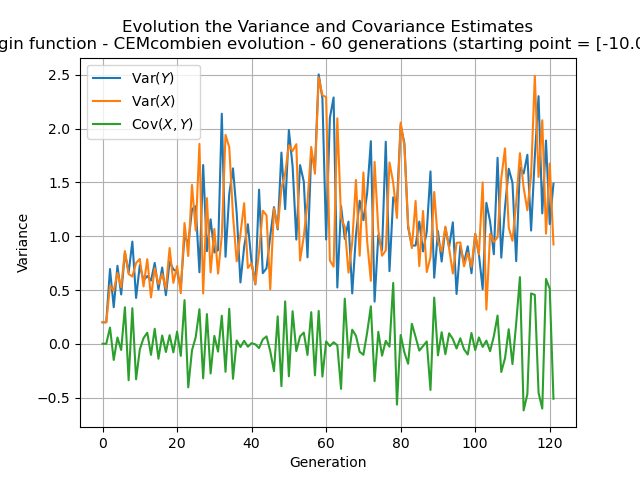 Evolution the Variance and Covariance Estimates
function - CEMcombien evolution - 60 generations (starting point = [-10.0
Var(Y)
Var(X)
Cov(X, Y)
2.5
2.0
1.5
1.0
0.5
0.0
−0.5
Variance
0
20
40
60
80
100
120
Generation